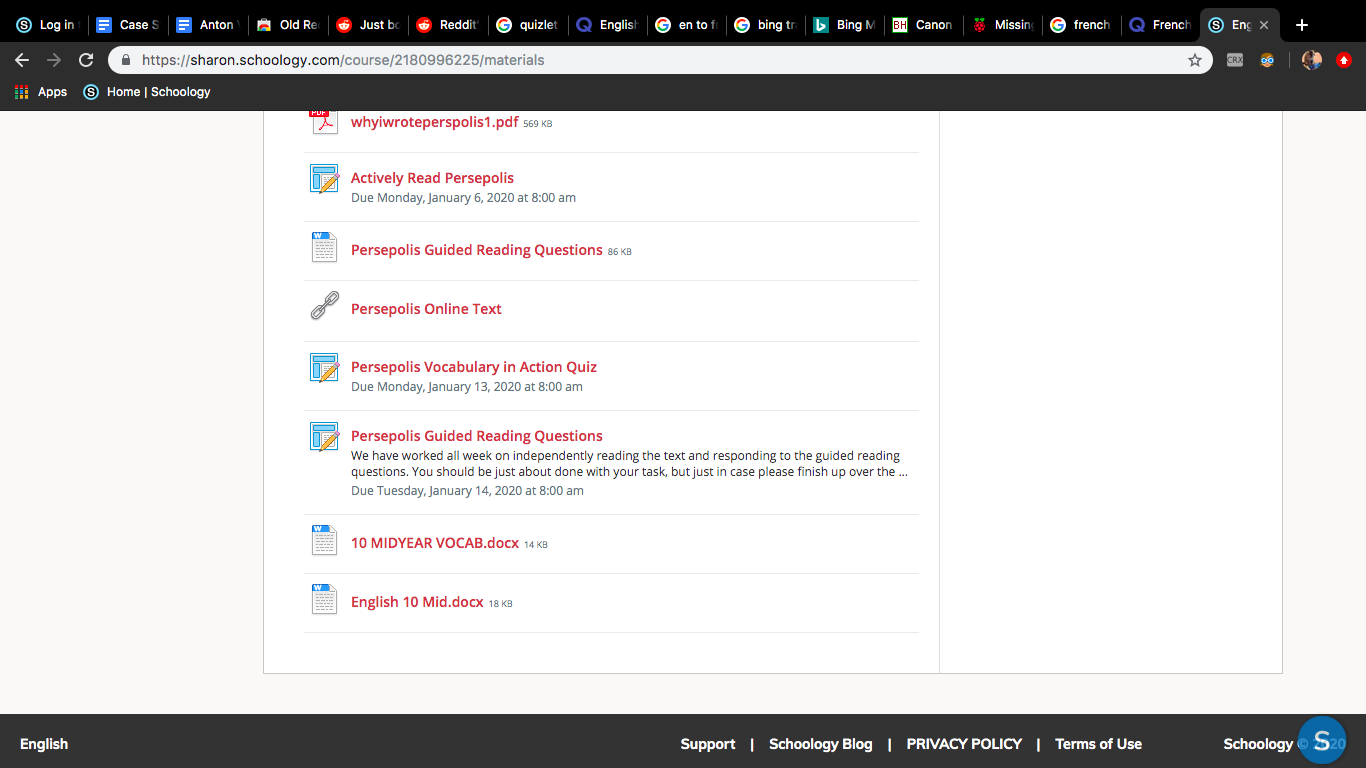 Log in
Case S
Anton
Old Re
Just bo
Reddit'
quizlet
English
en to f
bing tra
Bing M
BH
Canon
Missin
french
French
Eng
https://sharon.schoology.com/course/2180996225/materials
CRX
Apps
Home | Schoology
PDF
whyiwroteperspolis1.pdf 569 KB
Actively Read Persepolis
Due Monday, January 6, 2020 at 8:00 am
W
Persepolis Guided Reading Questions 86 KB
Persepolis Online Text
Persepolis Vocabulary in Action Quiz
Due Monday, January 13, 2020 at 8:00 am
Persepolis Guided Reading Questions
We have worked all week on independently reading the text and responding to the guided reading
questions. You should be just about done with your task, but just in case please finish up over the ...
Due Tuesday, January 14, 2020 at 8:00 am
W
10 MIDYEAR VOCAB.docx 14 KB
W
English 10 Mid.docx 18 KB
English
Support | Schoology Blog | PRIVACY POLICY | Terms of Use
Schoology © 2020
S